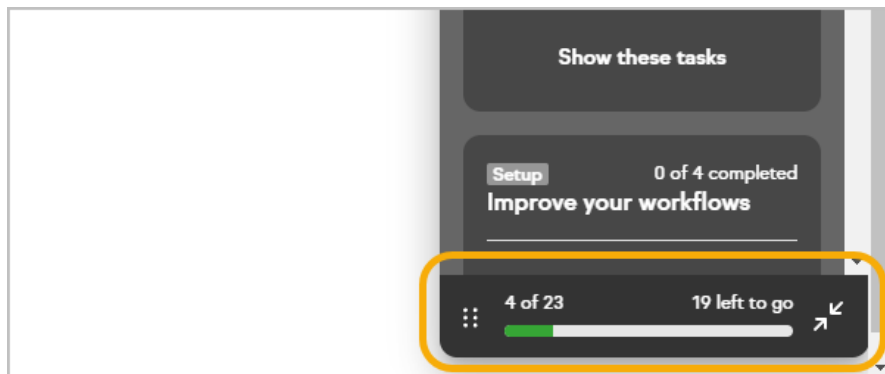 Show these tasks
Setup
0 of 4 completed
Improve your workflows
4 of 23
19 left to go